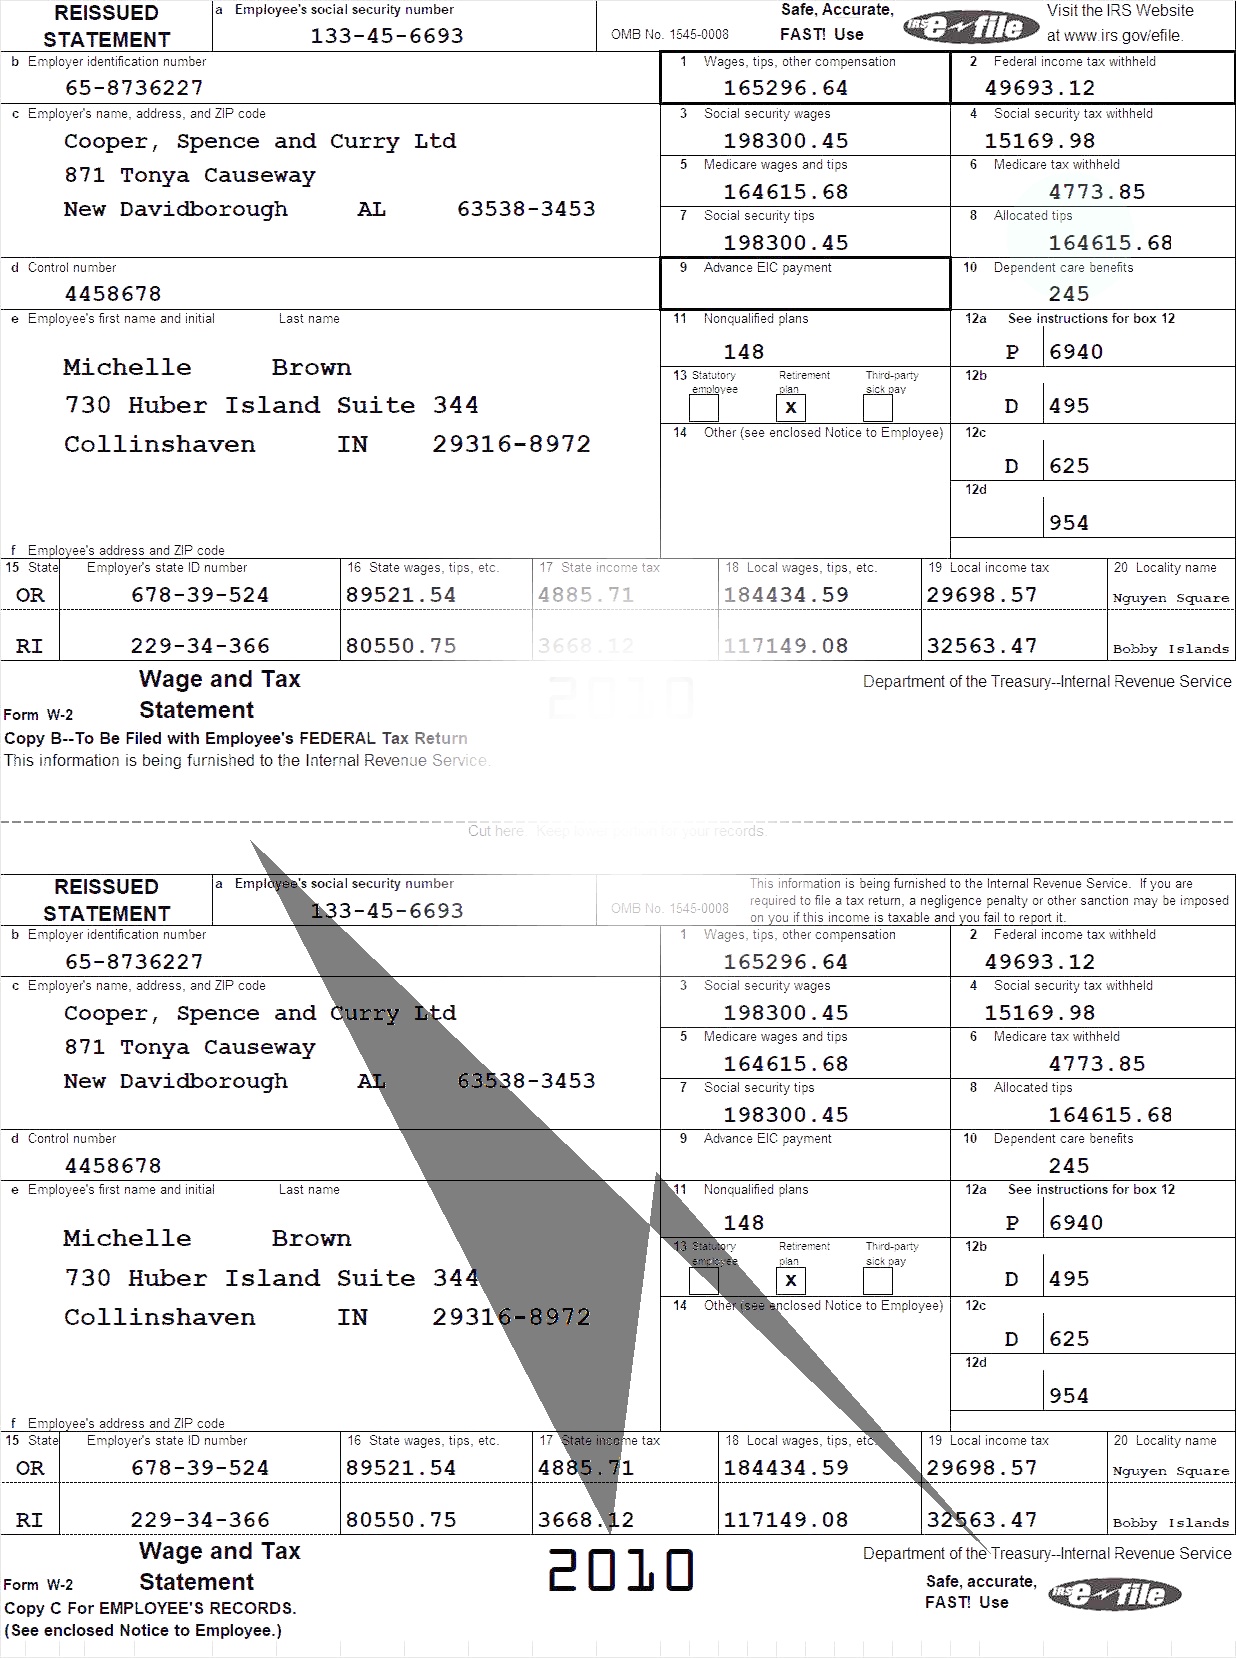 REISSUED STATEMENT
a Employee's social security number
133-45-6693
OMB No. 1545-0008
Safe, Accurate, FAST! Use
IRS e-file
Visit the IRS Website at www.irs.gov/efile.
b Employer identification number
65-8736227
1 Wages, tips, other compensation
165296.64
2 Federal income tax withheld
49693.12
c Employer's name, address, and ZIP code
Cooper, Spence and Curry Ltd
871 Tonya Causeway
New Davidborough AL 63538-3453
3 Social security wages
198300.45
4 Social security tax withheld
15169.98
5 Medicare wages and tips
164615.68
6 Medicare tax withheld
4773.85
7 Social security tips
198300.45
8 Allocated tips
164615.68
d Control number
4458678
9 Advance EIC payment
10 Dependent care benefits
245
e Employee's first name and initial Last name
Michelle Brown
730 Huber Island Suite 344
Collinshaven IN 29316-8972
11 Nonqualified plans
148
12a See instructions for box 12
P 6940
13 Statutory employee
Retirement plan
X
Third-party sick pay
12b
D 495
14 Other (see enclosed Notice to Employee)
12c
D 625
12d
954
f Employee's address and ZIP code
15 State Employer's state ID number 16 State wages, tips, etc. 17 State income tax 18 Local wages, tips, etc. 19 Local income tax 20 Locality name
OR 678-39-524 89521.54 4885.71 184434.59 29698.57 Nguyen Square
RI 229-34-366 80550.75 3668.12 117149.08 32563.47 Bobby Islands
Wage and Tax Statement
Form W-2
2010
Department of the Treasury--Internal Revenue Service
Copy B--To Be Filed with Employee's FEDERAL Tax Return
This information is being furnished to the Internal Revenue Service.
Cut here. Keep your records.
REISSUED STATEMENT
a Employee's social security number
133-45-6693
OMB No. 1545-0008
This information is being furnished to the Internal Revenue Service. If you are
required to file a tax return, a negligence penalty or other sanction may be imposed
on you if this income is taxable and you fail to report it.
b Employer identification number
65-8736227
1 Wages, tips, other compensation
165296.64
2 Federal income tax withheld
49693.12
c Employer's name, address, and ZIP code
Cooper, Spence and Curry Ltd
871 Tonya Causeway
New Davidborough AL 63538-3453
3 Social security wages
198300.45
4 Social security tax withheld
15169.98
5 Medicare wages and tips
164615.68
6 Medicare tax withheld
4773.85
7 Social security tips
198300.45
8 Allocated tips
164615.68
d Control number
4458678
9 Advance EIC payment
10 Dependent care benefits
245
e Employee's first name and initial Last name
Michelle Brown
730 Huber Island Suite 344
Collinshaven IN 29316-8972
11 Nonqualified plans
148
12a See instructions for box 12
P 6940
13 Statutory employee
Retirement plan
X
Third-party sick pay
12b
D 495
14 Other (see enclosed Notice to Employee)
12c
D 625
12d
954
f Employee's address and ZIP code
15 State Employer's state ID number 16 State wages, tips, etc. 17 State income tax 18 Local wages, tips, etc. 19 Local income tax 20 Locality name
OR 678-39-524 89521.54 4885.71 184434.59 29698.57 Nguyen Square
RI 229-34-366 80550.75 3668.12 117149.08 32563.47 Bobby Islands
Wage and Tax Statement
Form W-2
2010
Department of the Treasury--Internal Revenue Service
Safe, accurate, FAST! Use
IRS e-file
Copy C For EMPLOYEE'S RECORDS.
(See enclosed Notice to Employee.)